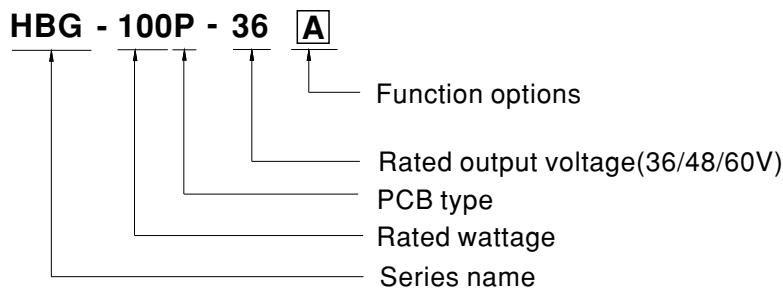 HBG - 100P - 36 A
Function options
Rated output voltage(36/48/60V)
PCB type
Rated wattage
Series name